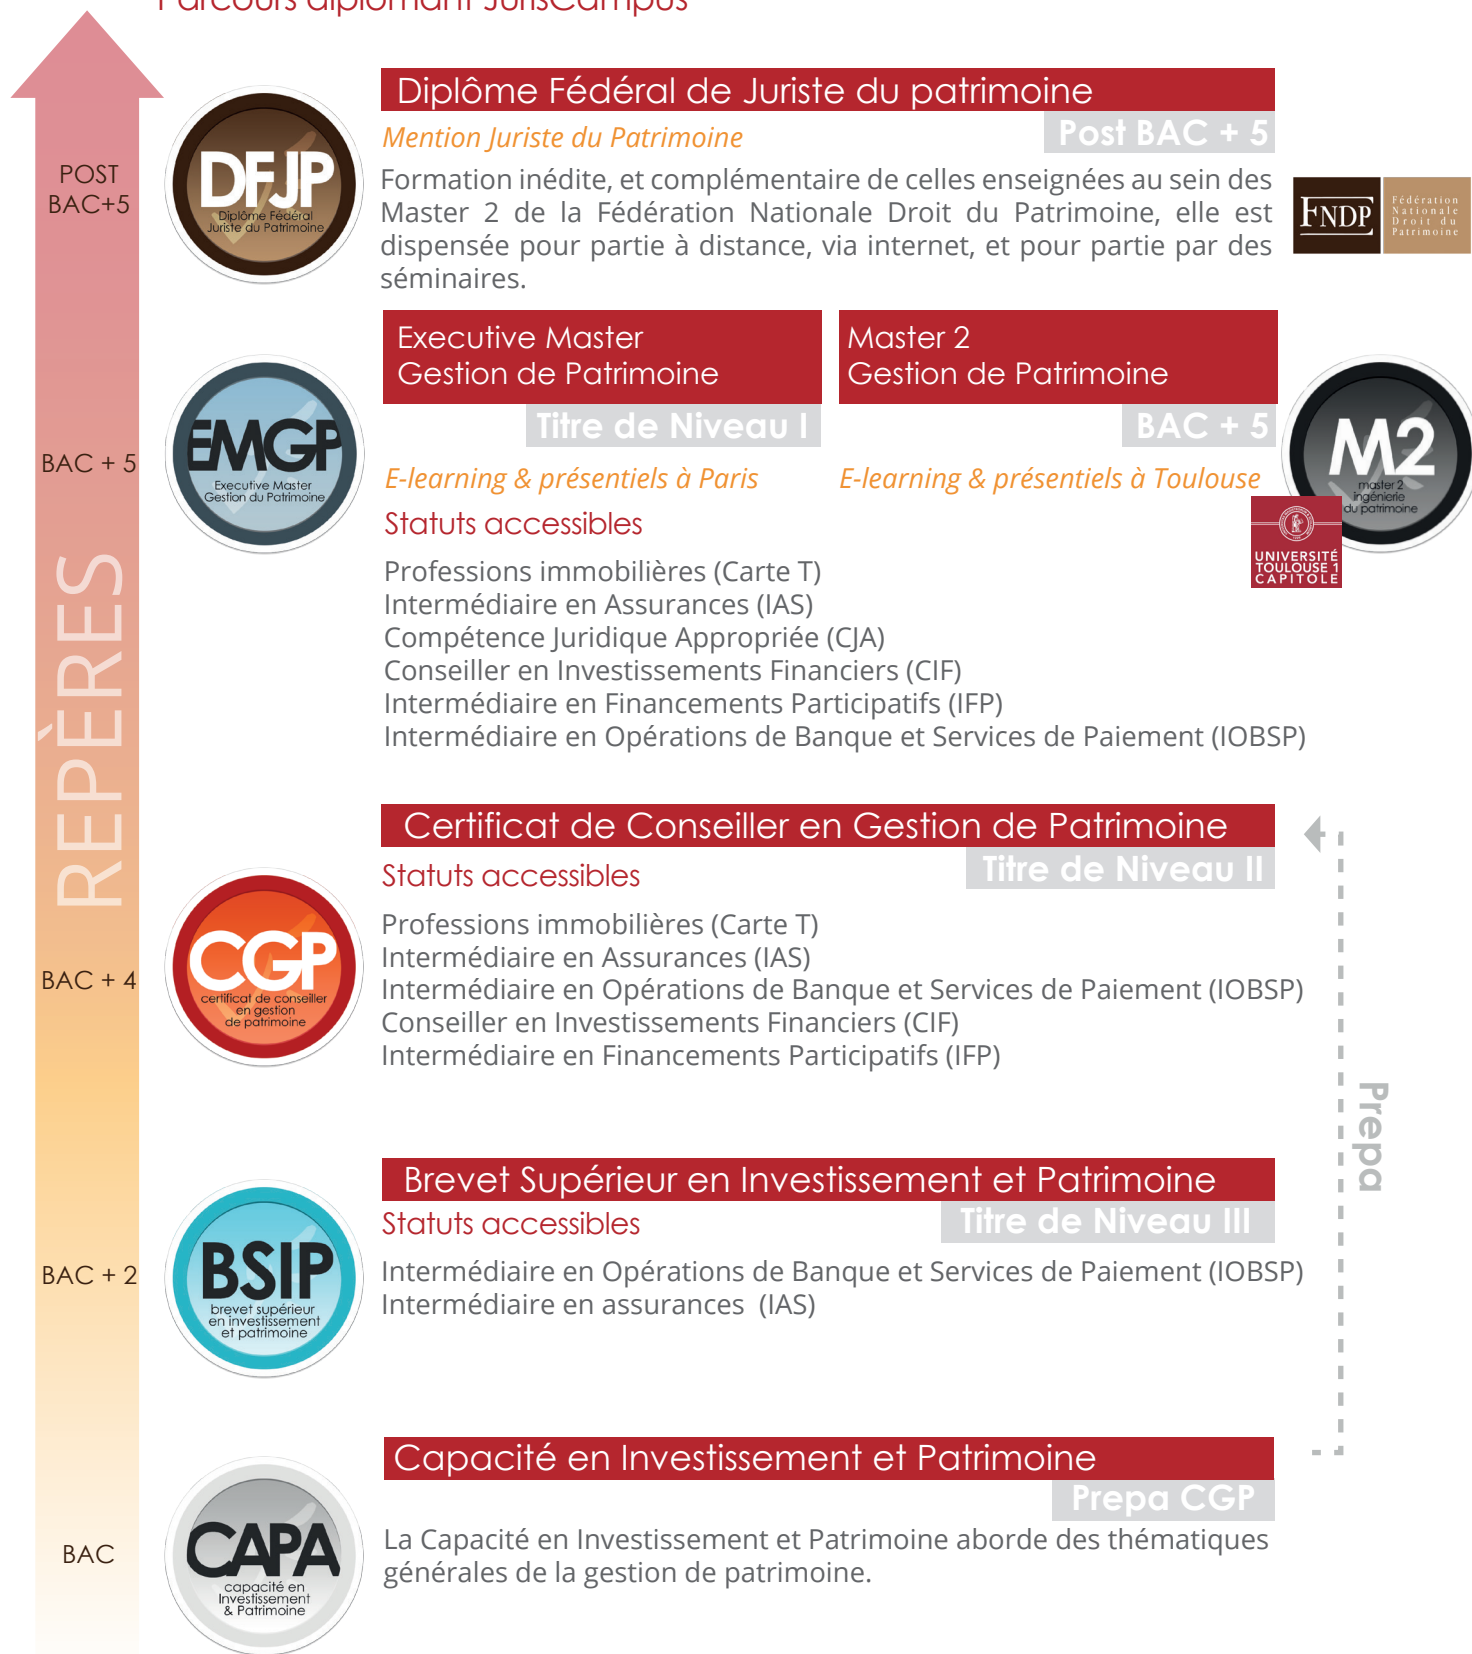 Parcours diplômant JurisCampus
Diplôme Fédéral de Juriste du patrimoine
Mention Juriste du Patrimoine
Post BAC + 5
POST
BAC+5
DFJP
Diplôme Fédéral
Juriste du Patrimoine
Formation inédite, et complémentaire de celles enseignées au sein des
Master 2 de la Fédération Nationale Droit du Patrimoine, elle est
dispensée pour partie à distance, via internet, et pour partie par des
séminaires.
FNDP
Fédération
Nationale
Droit du
Patrimoine
Executive Master
Gestion de Patrimoine
Titre de Niveau I
Master 2
Gestion de Patrimoine
BAC + 5
BAC + 5
EMGP
Executive Master
Gestion du Patrimoine
E-learning & présentiels à Paris
E-learning & présentiels à Toulouse
M2
master 2
ingénierie
du patrimoine
UNIVERSITÉ
TOULOUSE 1
CAPITOLE
Statuts accessibles
Professions immobilières (Carte T)
Intermédiaire en Assurances (IAS)
Compétence Juridique Appropriée (CJA)
Conseiller en Investissements Financiers (CIF)
Intermédiaire en Financements Participatifs (IFP)
Intermédiaire en Opérations de Banque et Services de Paiement (IOBSP)
REPÈRES
Certificat de Conseiller en Gestion de Patrimoine
Titre de Niveau II
Statuts accessibles
BAC + 4
CGP
certificat de conseiller
en gestion
de patrimoine
Professions immobilières (Carte T)
Intermédiaire en Assurances (IAS)
Intermédiaire en Opérations de Banque et Services de Paiement (IOBSP)
Conseiller en Investissements Financiers (CIF)
Intermédiaire en Financements Participatifs (IFP)
Prepa
Brevet Supérieur en Investissement et Patrimoine
Statuts accessibles
Titre de Niveau III
BAC + 2
BSIP
brevet supérieur
en investissement
et patrimoine
Intermédiaire en Opérations de Banque et Services de Paiement (IOBSP)
Intermédiaire en assurances  (IAS)
Capacité en Investissement et Patrimoine
Prepa CGP
BAC
CAPA
capacité en
Investissement
& Patrimoine
La Capacité en Investissement et Patrimoine aborde des thématiques
générales de la gestion de patrimoine.